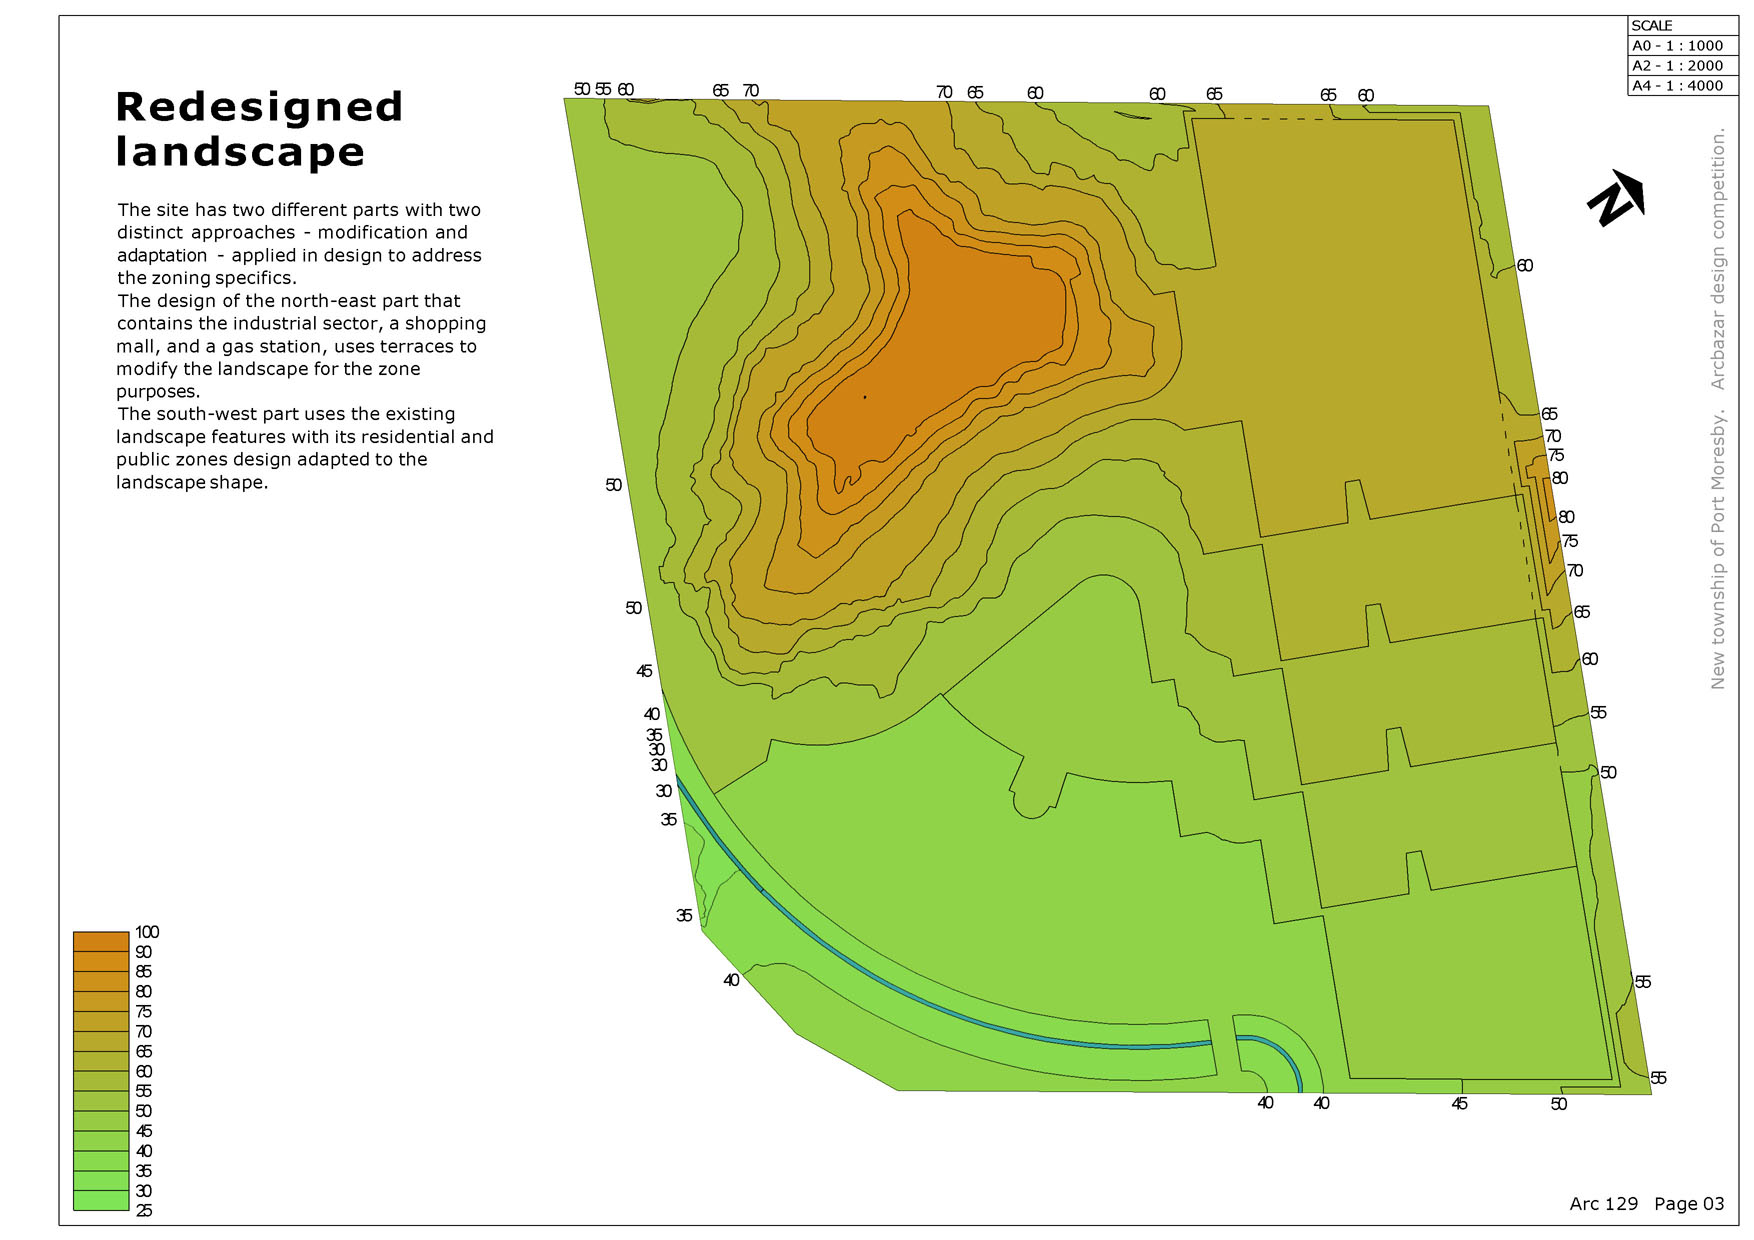 SCALE
A0 - 1 : 1000
A2 - 1 : 2000
A4 - 1 : 4000
Redesigned
landscape
The site has two different parts with two
distinct approaches - modification and
adaptation - applied in design to address
the zoning specifics.
The design of the north-east part that
contains the industrial sector, a shopping
mall, and a gas station, uses terraces to
modify the landscape for the zone
purposes.
The south-west part uses the existing
landscape features with its residential and
public zones design adapted to the
landscape shape.
50 55 60 65 70 70 65 60 60 65 65 60
N
New township of Port Moresby. Arcbazar design competition.
60
65
70
75
80
80
75
70
65
60
55
50
55
55
50
50
45
40
35
30
30
30
35
35
40
40 40 45 50
100
90
85
80
75
70
65
60
55
50
45
40
35
30
25
Arc 129 Page 03